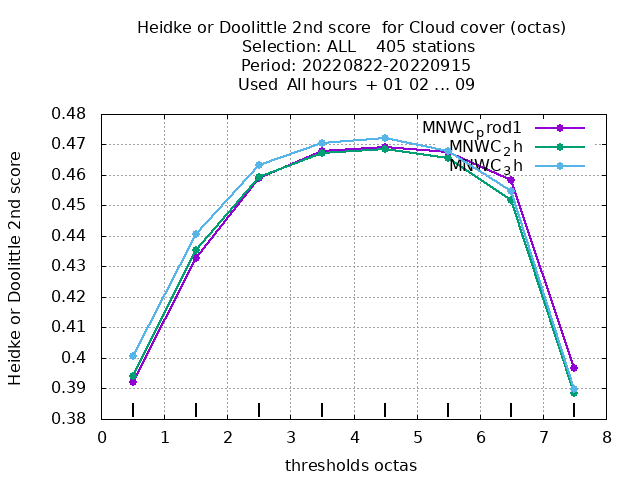 Heidke or Doolittle 2nd score  for Cloud cover (octas)
Selection: ALL    405 stations
Period: 20220822-20220915
Used  All hours  + 01 02 ... 09
MNWCprod1
MNWC2h
MNWC3h
Heidke or Doolittle 2nd score
0.48
0.47
0.46
0.45
0.44
0.43
0.42
0.41
0.4
0.39
0.38
0 1 2 3 4 5 6 7 8
thresholds octas